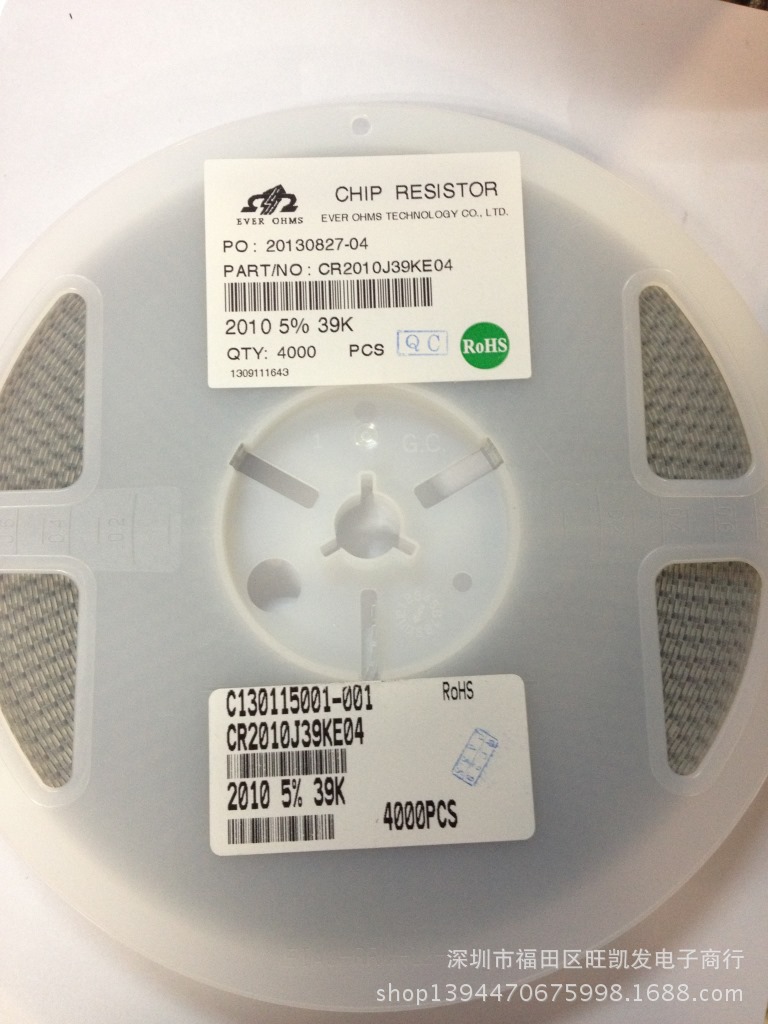 CHIP RESISTOR
EVER OHMS
EVER OHMS TECHNOLOGY CO., LTD.
PO : 20130827-04
PART/NO : CR2010J39KE04
2010 5% 39K
QTY: 4000 PCS
QC
RoHS
1309111643
1
G.C.
C130115001-001
RoHS
CR2010J39KE04
2010 5% 39K
4000PCS
深圳市福田区旺凯发电子商行
shop1394470675998.1688.com